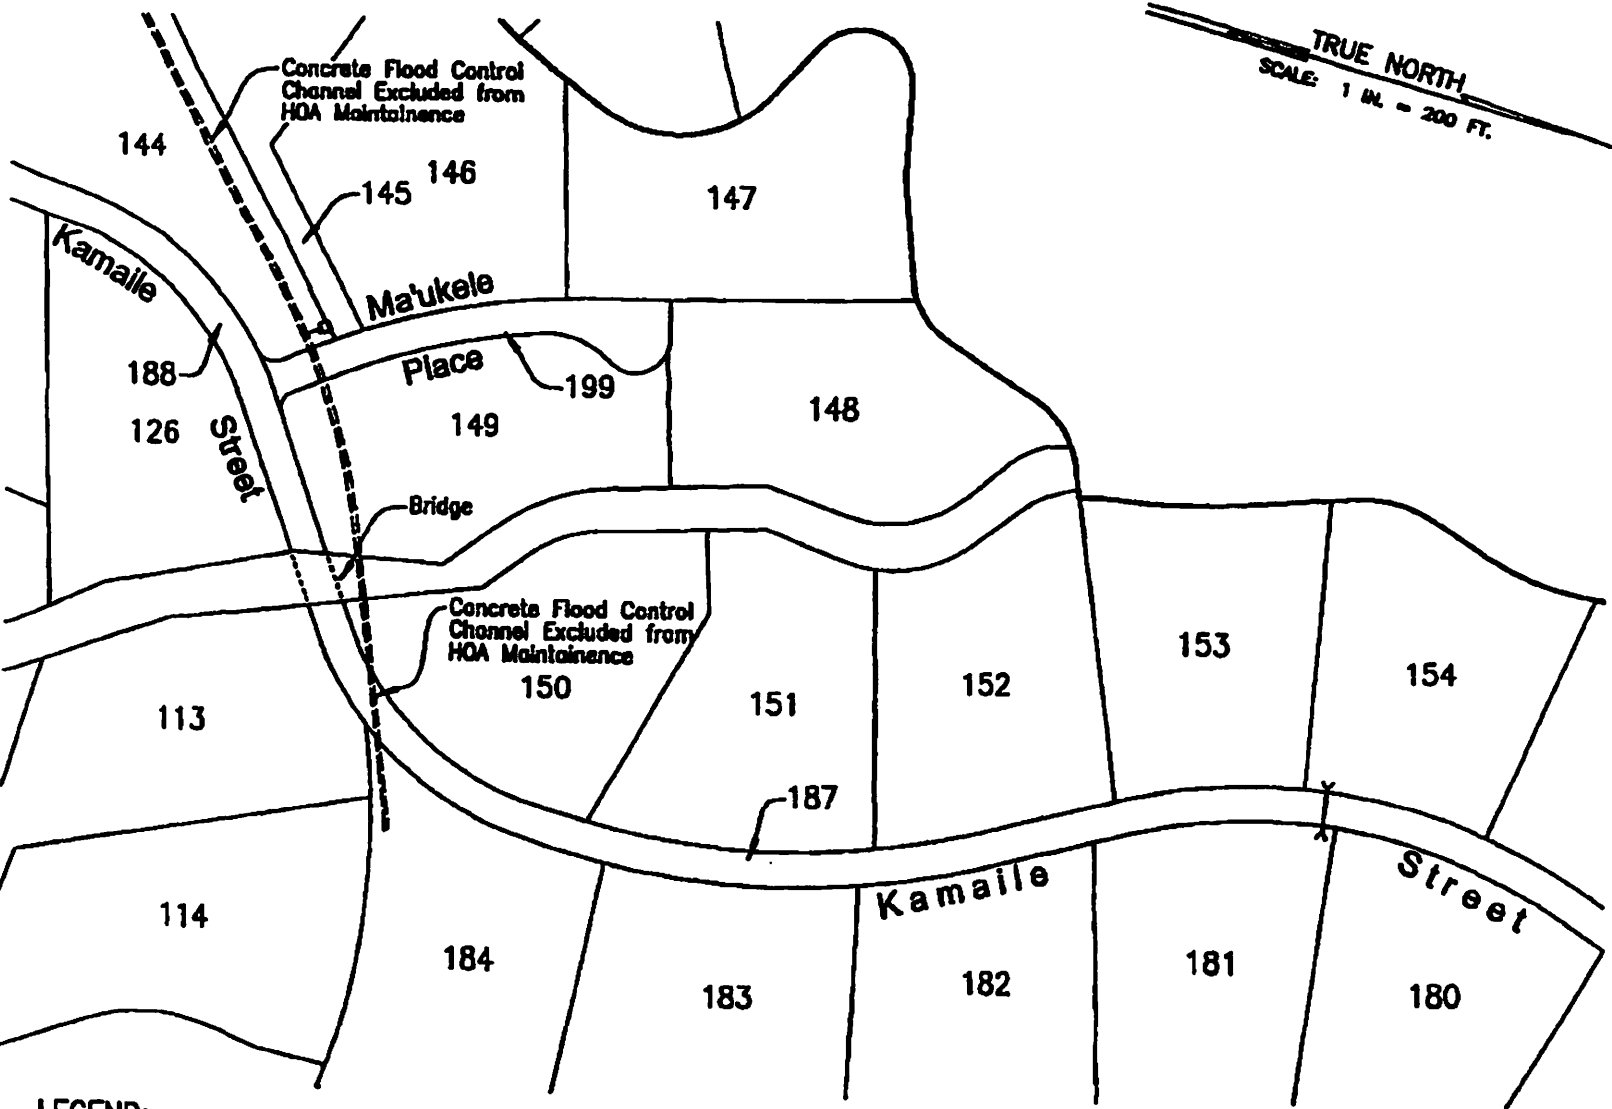 TRUE NORTH
SCALE: 1 IN. = 200 FT.
Concrete Flood Control
Channel Excluded from
HOA Maintainence
144
145
146
147
Kamaile
Ma'ukele
Place
188
199
126
Street
149
148
Bridge
Concrete Flood Control
Channel Excluded from
HOA Maintainence
150
113
151
152
153
154
187
Kamaile
Street
114
184
183
182
181
180
LEGEND: